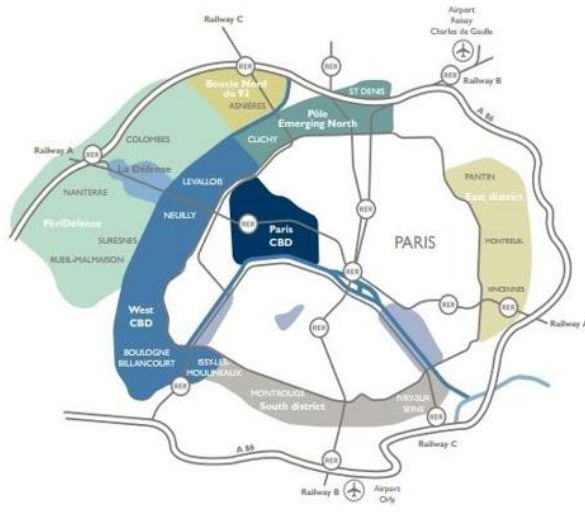 Airport
Roissy
Charles de Gaulle
Railway C
RER
RER
RER
Railway B
Boucle Nord
du 92
ASNIÈRES
ST DENIS
Pôle
Emerging North
A 86
COLOMBES
CLICHY
Railway A
RER
La Défense
LEVALLOIS
PANTIN
East district
NANTERRE
NEUILLY
RER
PériDéfense
RER
Paris
CBD
PARIS
MONTREUIL
SURESNES
RUEIL-MALMAISON
RER
VINCENNES
West
CBD
RER
RER
RER
Railway A
BOULOGNE
BILLANCOURT
ISSY-LES-
MOULINEAUX
RER
MONTROUGE
South district
IVRY-SUR
SEINE
RER
Railway C
A 86
RER
Railway B
Airport
Orly